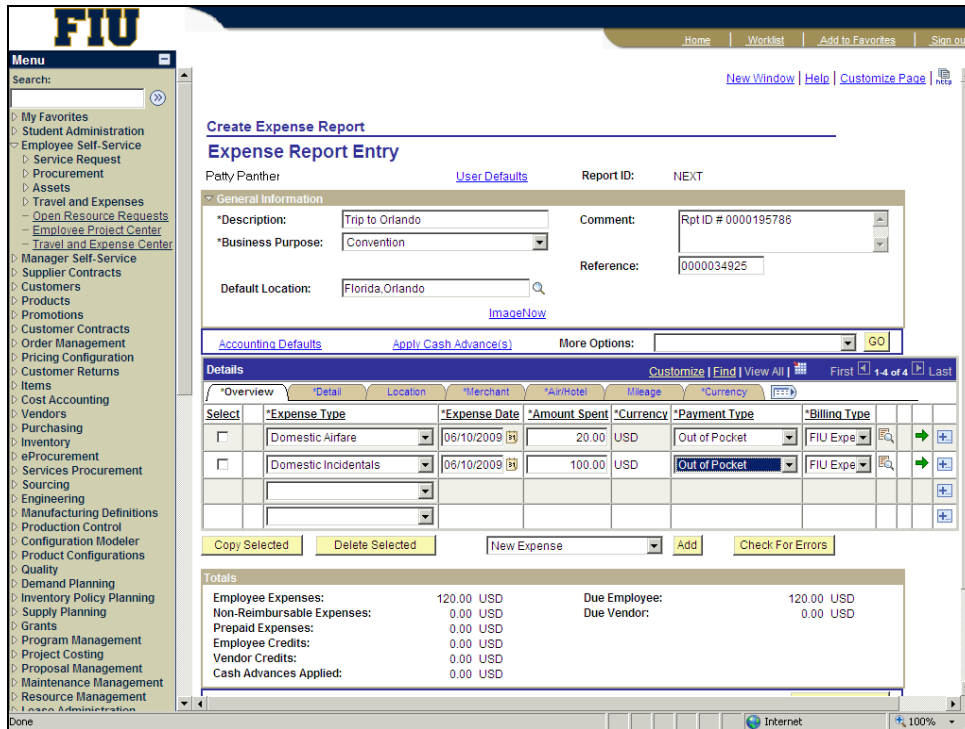 FIU
Home | Worklist | Add to Favorites | Sign ou
Menu
Search:
My Favorites
Student Administration
Employee Self-Service
Service Request
Procurement
Assets
Travel and Expenses
Open Resource Requests
Employee Project Center
Travel and Expense Center
Manager Self-Service
Supplier Contracts
Customers
Products
Promotions
Customer Contracts
Order Management
Pricing Configuration
Customer Returns
Items
Cost Accounting
Vendors
Purchasing
Inventory
eProcurement
Services Procurement
Sourcing
Engineering
Manufacturing Definitions
Production Control
Configuration Modeler
Product Configurations
Quality
Demand Planning
Inventory Policy Planning
Supply Planning
Grants
Program Management
Project Costing
Proposal Management
Maintenance Management
Resource Management
Lease Administration
New Window | Help | Customize Page | http
Create Expense Report
Expense Report Entry
Patty Panther User Defaults Report ID: NEXT
General Information
*Description: Trip to Orlando Comment: Rpt ID # 0000195786
*Business Purpose: Convention
Reference: 0000034925
Default Location: Florida,Orlando
ImageNow
Accounting Defaults Apply Cash Advance(s) More Options: GO
Details Customize | Find | View All | First 1-4 of 4 Last
*Overview *Detail Location *Merchant *Air/Hotel Mileage *Currency
Select *Expense Type *Expense Date *Amount Spent *Currency *Payment Type *Billing Type
Domestic Airfare 06/10/2009 31 20.00 USD Out of Pocket FIU Expe
Domestic Incidentals 06/10/2009 31 100.00 USD Out of Pocket FIU Expe
Copy Selected Delete Selected New Expense Add Check For Errors
Totals
Employee Expenses: 120.00 USD Due Employee: 120.00 USD
Non-Reimbursable Expenses: 0.00 USD Due Vendor: 0.00 USD
Prepaid Expenses: 0.00 USD
Employee Credits: 0.00 USD
Vendor Credits: 0.00 USD
Cash Advances Applied: 0.00 USD
Done Internet 100%